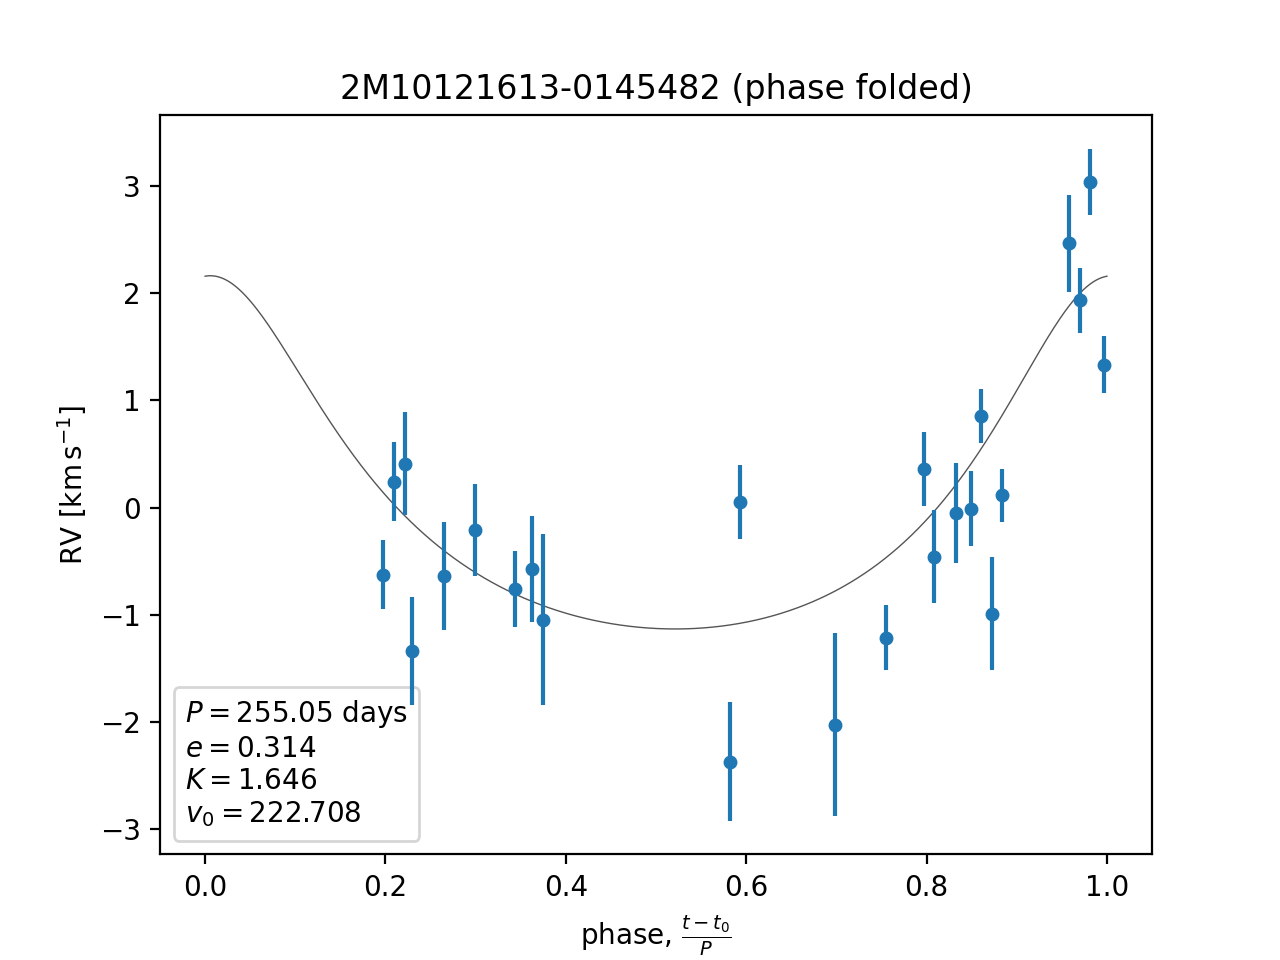 2M10121613-0145482 (phase folded)
3
2
1
0
−1
−2
−3
RV [km s⁻¹]
P = 255.05 days
e = 0.314
K = 1.646
v₀ = 222.708
0.0 0.2 0.4 0.6 0.8 1.0
phase, (t − t₀)/P